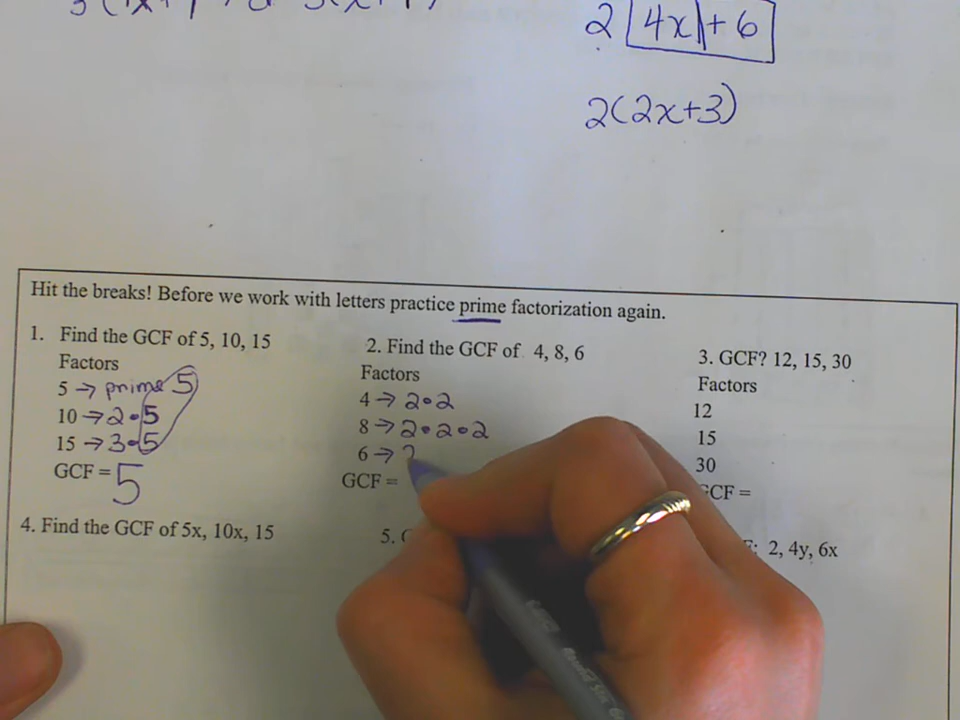 2 4x + 6
2(2x+3)
Hit the breaks! Before we work with letters practice prime factorization again.
1. Find the GCF of 5, 10, 15
Factors
5 → prime 5
10 → 2•5
15 → 3•5
GCF = 5
2. Find the GCF of 4, 8, 6
Factors
4 → 2•2
8 → 2•2•2
6 → 2
GCF =
3. GCF? 12, 15, 30
Factors
12
15
30
GCF =
4. Find the GCF of 5x, 10x, 15
5.
2, 4y, 6x